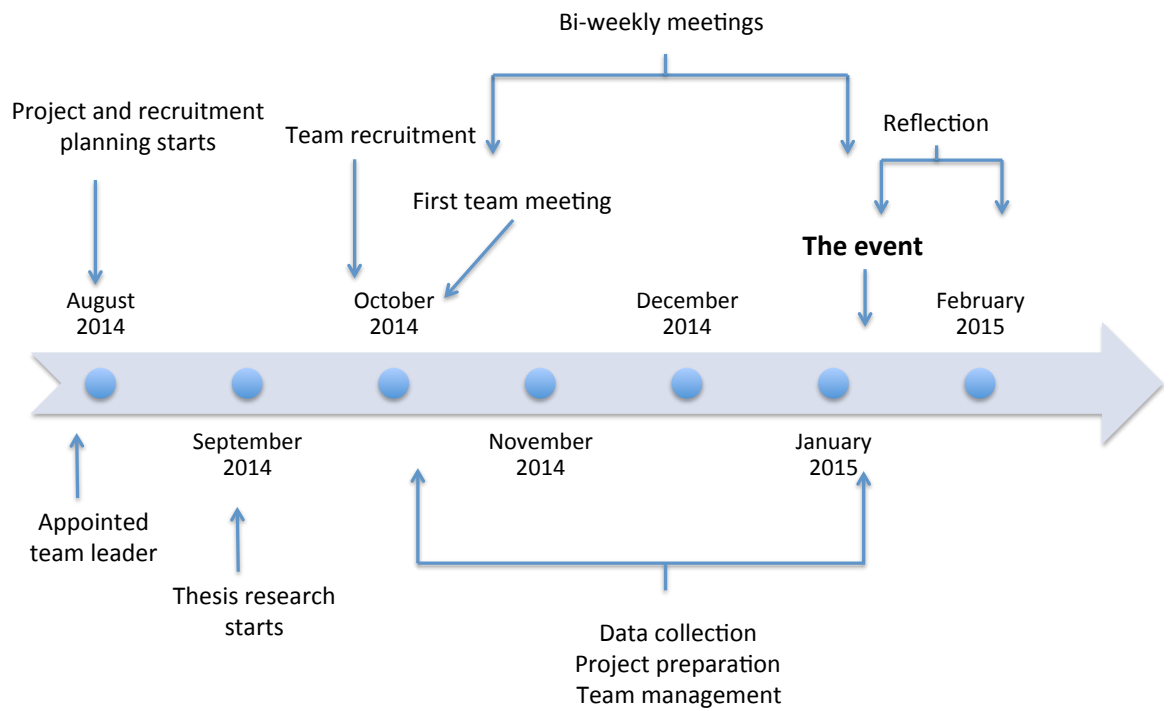 Bi-weekly meetings
Project and recruitment
planning starts
Team recruitment
Reflection
First team meeting
The event
August
2014
October
2014
December
2014
February
2015
September
2014
November
2014
January
2015
Appointed
team leader
Thesis research
starts
Data collection
Project preparation
Team management